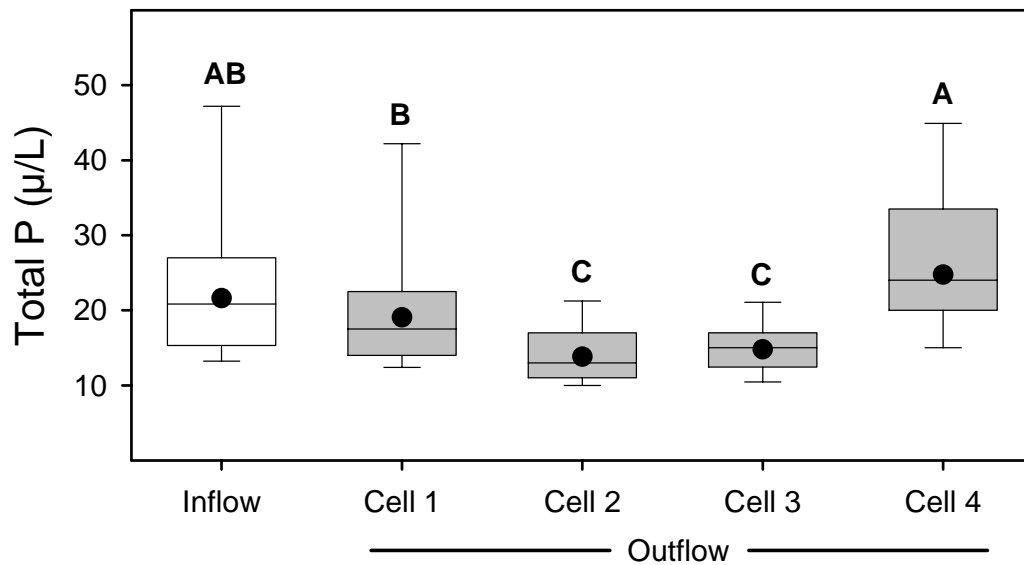 Total P (μ/L)
50
40
30
20
10
AB
B
C
C
A
Inflow
Cell 1
Cell 2
Cell 3
Cell 4
Outflow